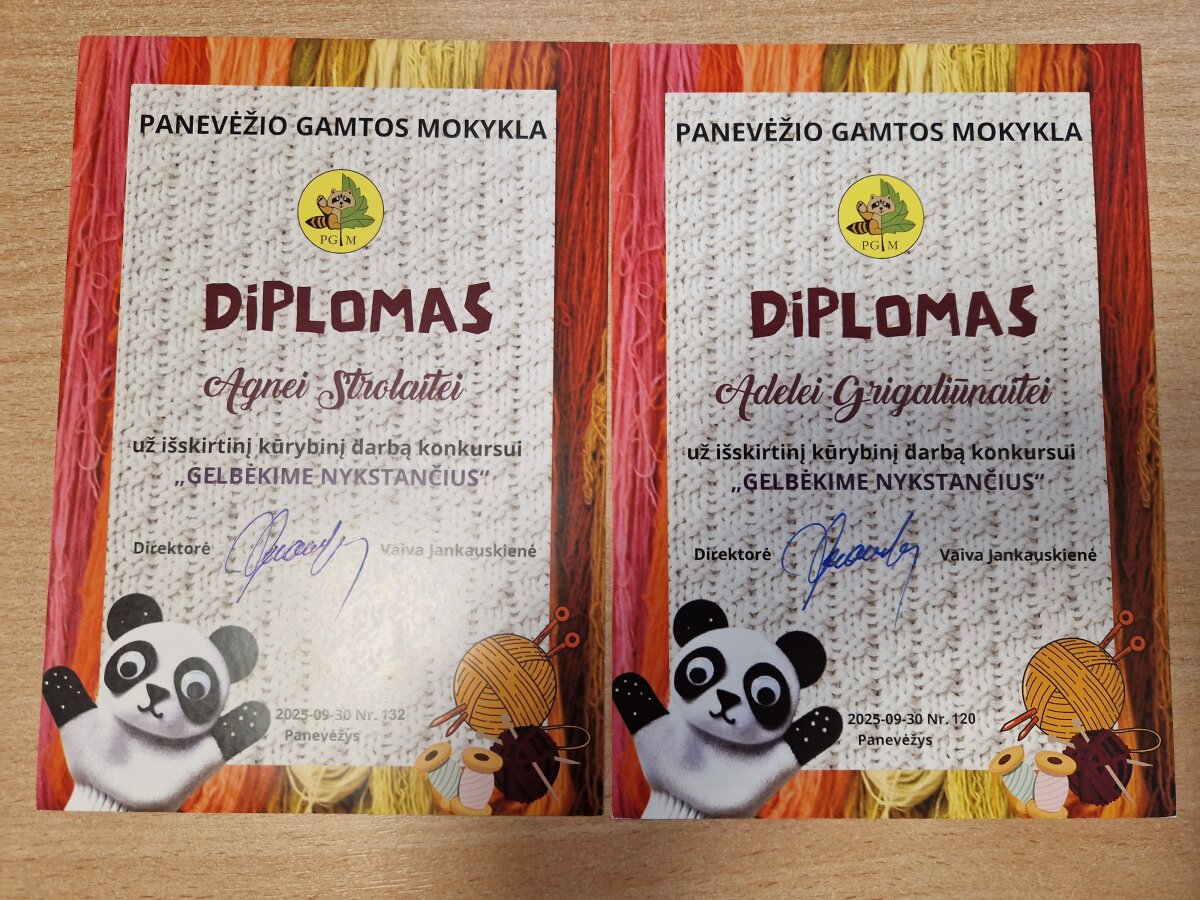 PANEVĖŽIO GAMTOS MOKYKLA
PG M
DiPLOMAS
Agnei Strolaitei
už išskirtinį kūrybinį darbą konkursui
„GELBĖKIME NYKSTANČIUS“
Direktorė Vaiva Jankauskienė
2025-09-30 Nr. 132
Panevėžys
PANEVĖŽIO GAMTOS MOKYKLA
PG M
DiPLOMAS
Adelei Grigaliūnaitei
už išskirtinį kūrybinį darbą konkursui
„GELBĖKIME NYKSTANČIUS“
Direktorė Vaiva Jankauskienė
2025-09-30 Nr. 120
Panevėžys